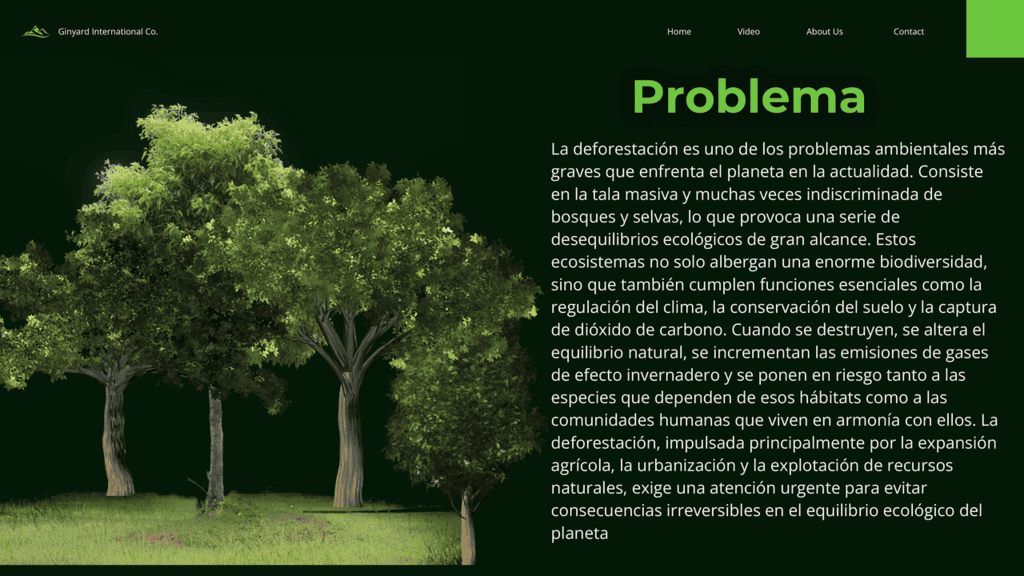 Ginyard International Co.
Home
Video
About Us
Contact
Problema
La deforestación es uno de los problemas ambientales más
graves que enfrenta el planeta en la actualidad. Consiste
en la tala masiva y muchas veces indiscriminada de
bosques y selvas, lo que provoca una serie de
desequilibrios ecológicos de gran alcance. Estos
ecosistemas no solo albergan una enorme biodiversidad,
sino que también cumplen funciones esenciales como la
regulación del clima, la conservación del suelo y la captura
de dióxido de carbono. Cuando se destruyen, se altera el
equilibrio natural, se incrementan las emisiones de gases
de efecto invernadero y se ponen en riesgo tanto a las
especies que dependen de esos hábitats como a las
comunidades humanas que viven en armonía con ellos. La
deforestación, impulsada principalmente por la expansión
agrícola, la urbanización y la explotación de recursos
naturales, exige una atención urgente para evitar
consecuencias irreversibles en el equilibrio ecológico del
planeta